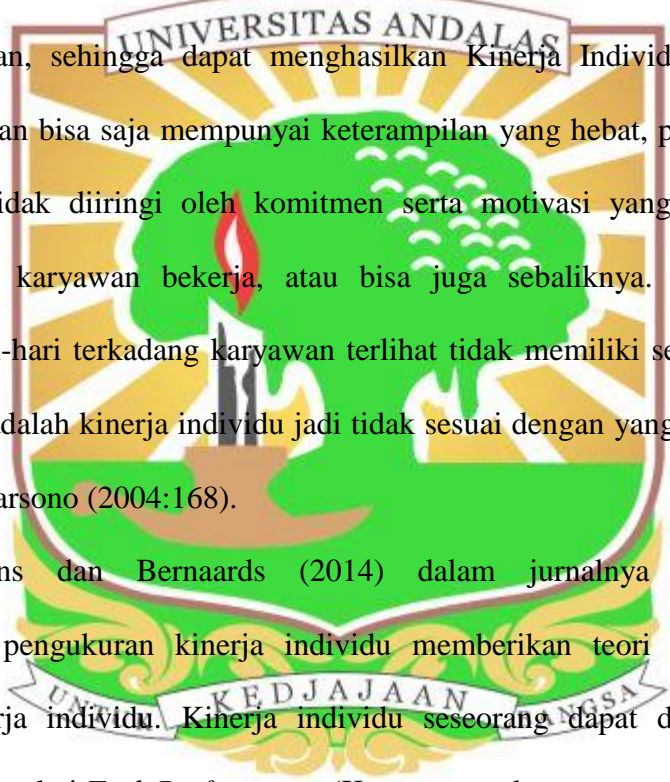 UNIVERSITAS ANDALAS
an, sehingga dapat menghasilkan Kinerja Individ
an bisa saja mempunyai keterampilan yang hebat, p
idak diiringi oleh komitmen serta motivasi yang
karyawan bekerja, atau bisa juga sebaliknya.
-hari terkadang karyawan terlihat tidak memiliki se
dalah kinerja individu jadi tidak sesuai dengan yang
arsono (2004:168).
ns dan Bernaards (2014) dalam jurnalnya
pengukuran kinerja individu memberikan teori
UNTUK KEDJAJAAN BANGSA
rja individu. Kinerja individu seseorang dapat d